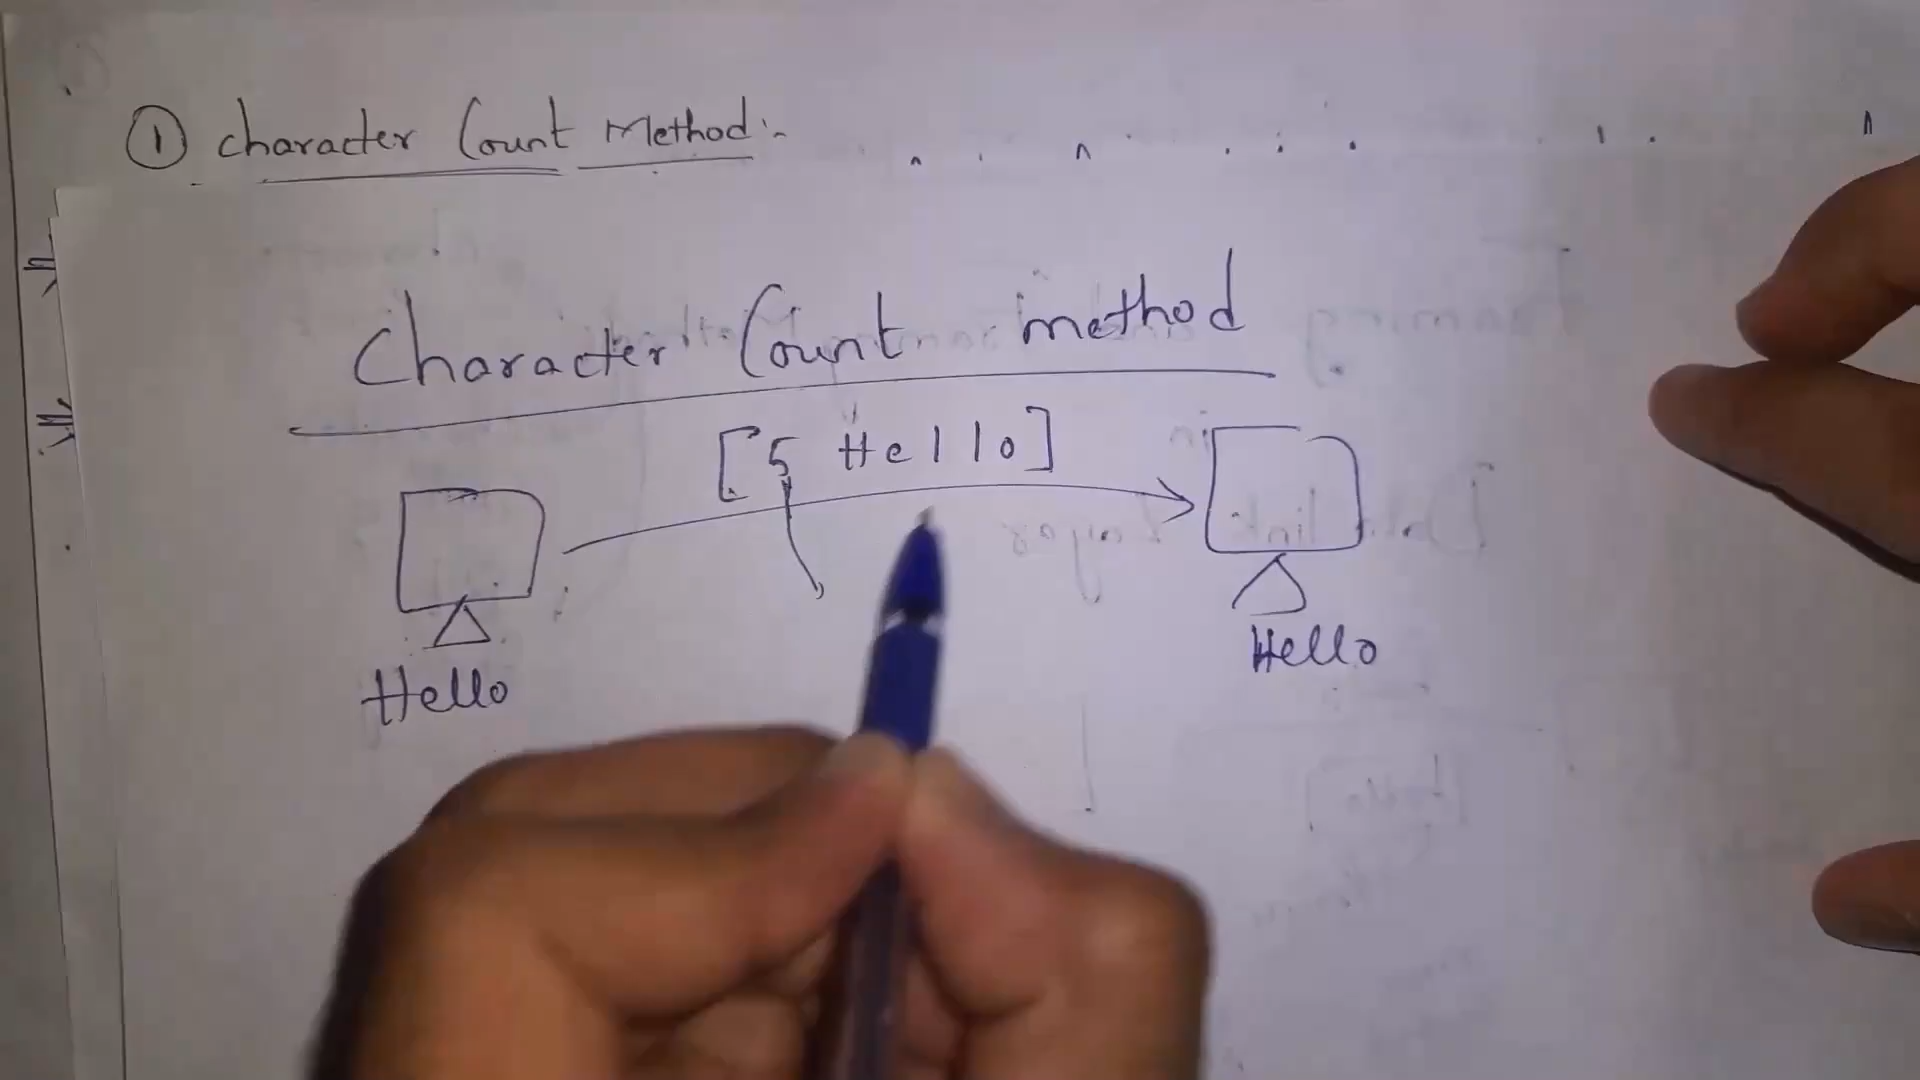 ① Character Count Method:-
Character Count method
[5 Hello]
Hello
Hello